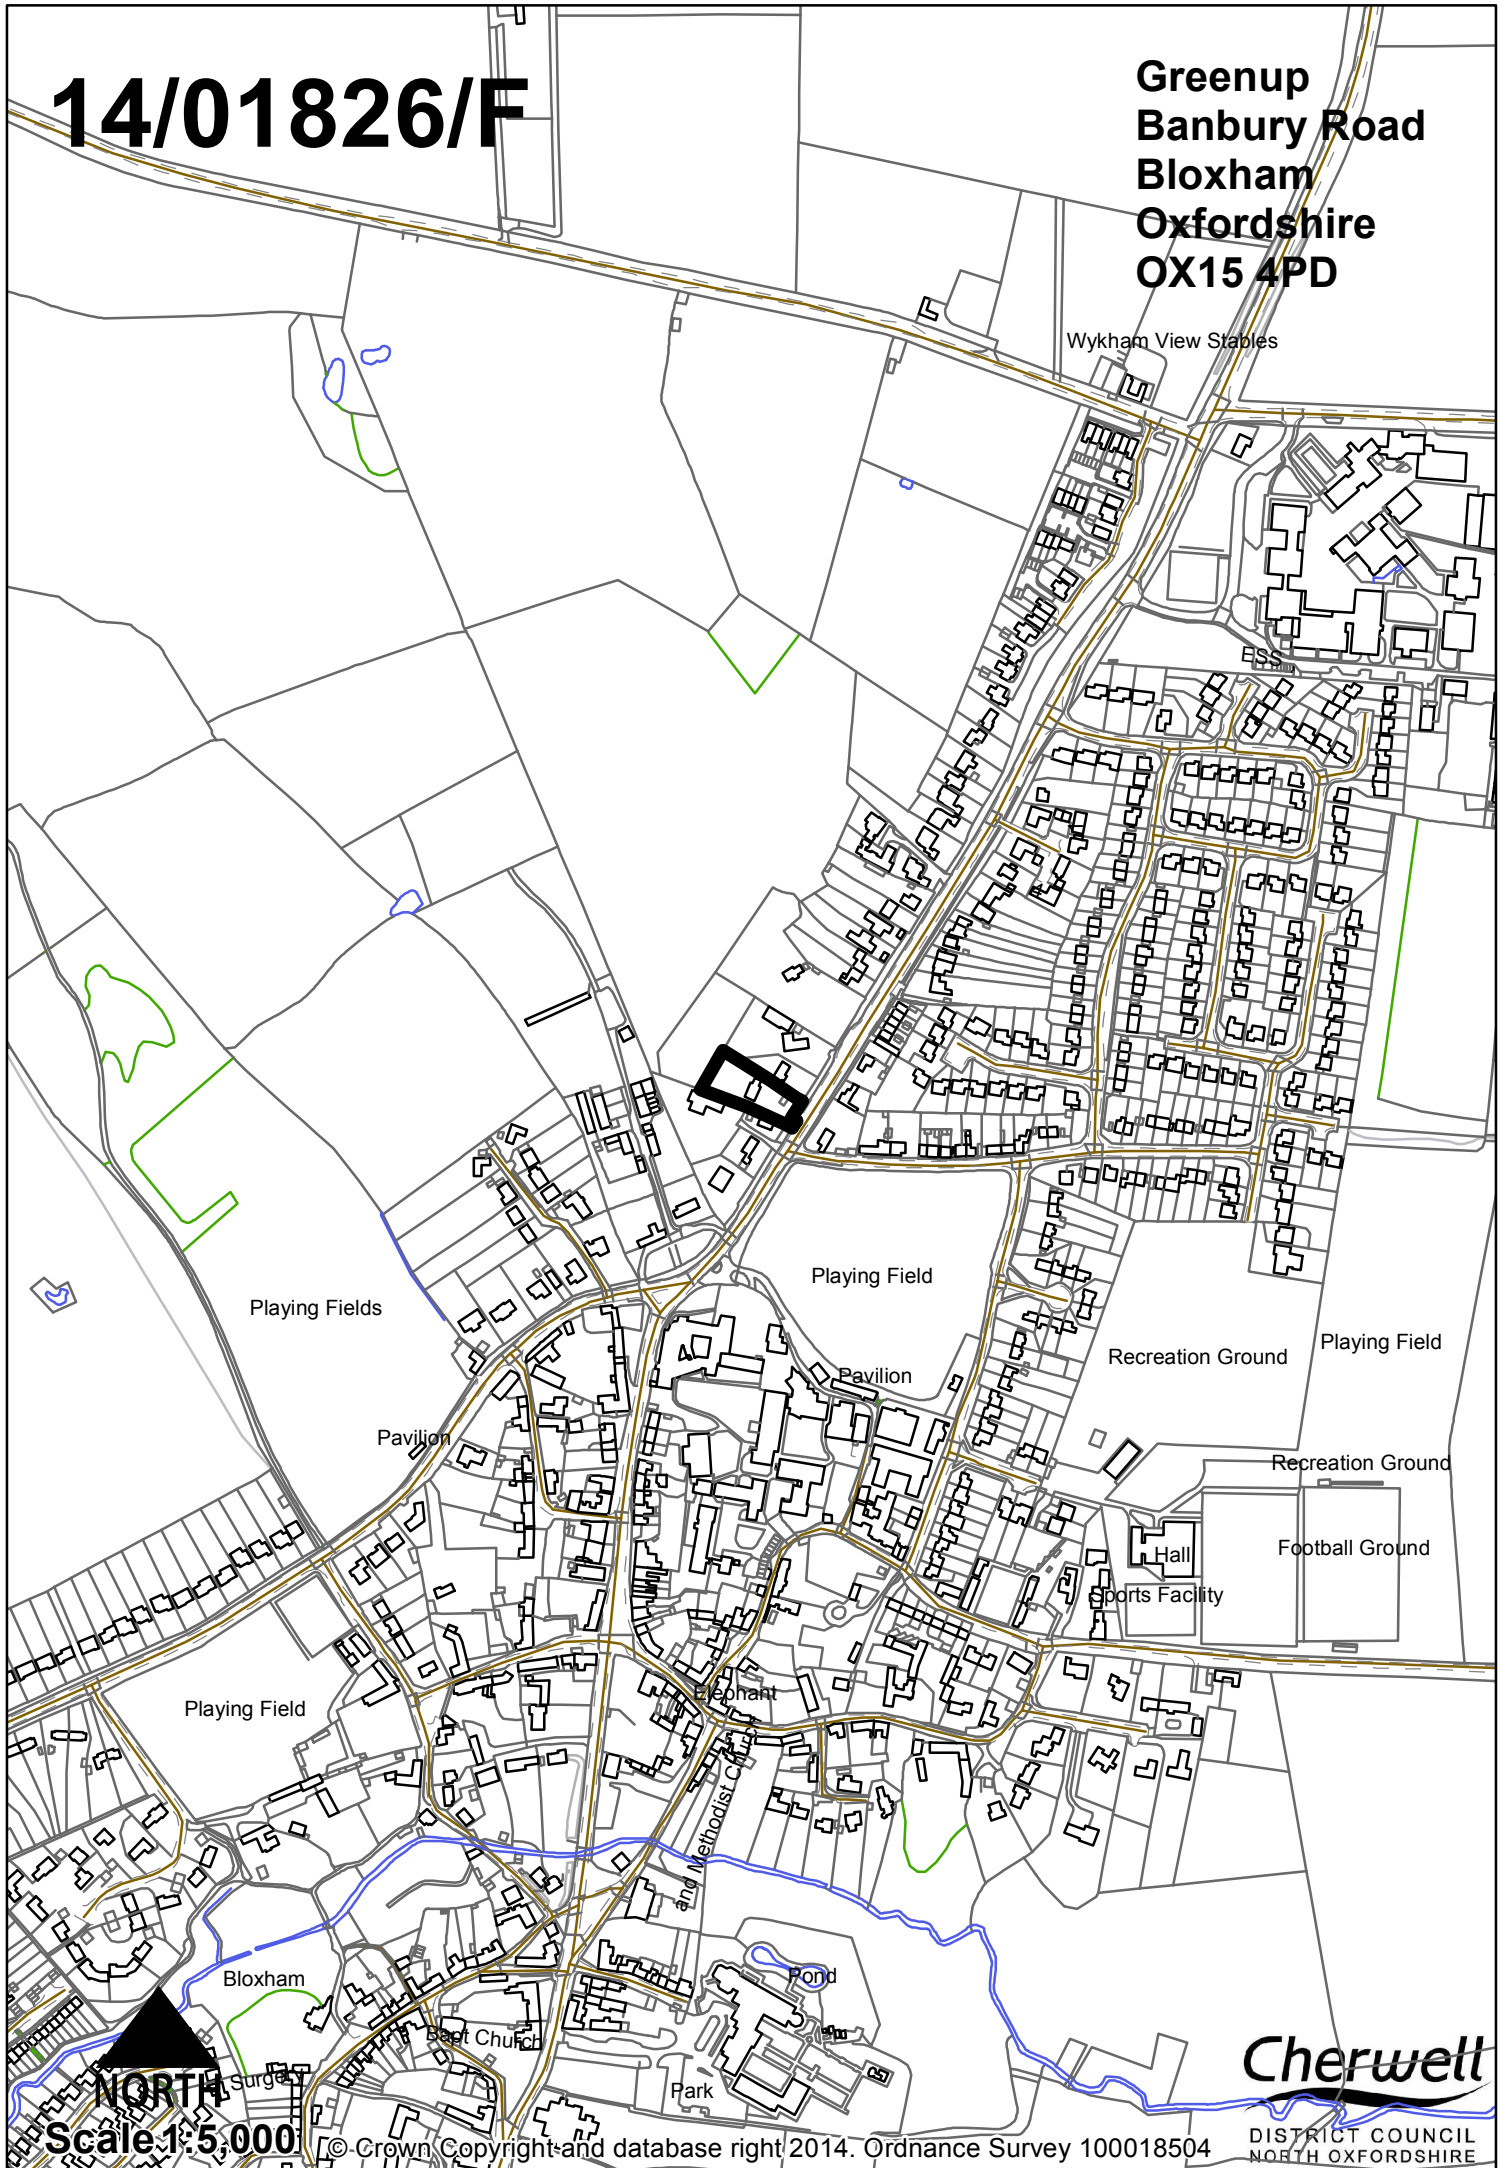 14/01826/F
Greenup
Banbury Road
Bloxham
Oxfordshire
OX15 4PD
Wykham View Stables
ESS
Playing Field
Playing Fields
Playing Field
Recreation Ground
Pavilion
Pavilion
Recreation Ground
Football Ground
Hall
Sports Facility
Elephant
Playing Field
and Methodist Church
Pond
Bloxham
Bapt Church
Surgery
Park
NORTH
Scale 1:5,000
© Crown Copyright and database right 2014. Ordnance Survey 100018504
Cherwell
DISTRICT COUNCIL
NORTH OXFORDSHIRE